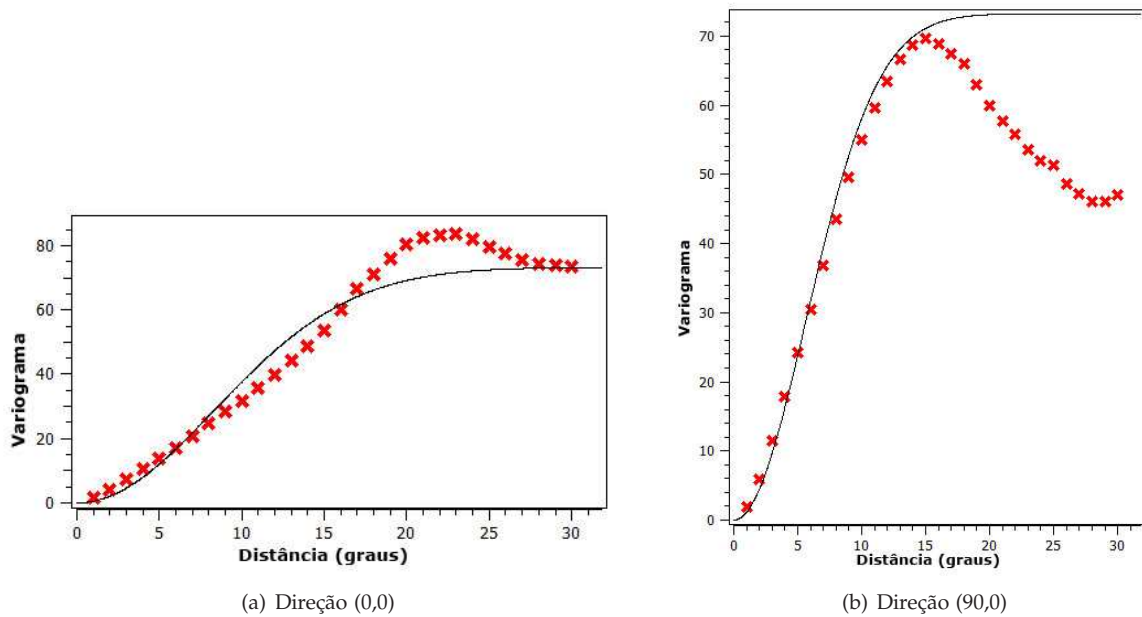 80
60
40
20
0
Variograma
0 5 10 15 20 25 30
Distância (graus)
(a) Direção (0,0)
70
60
50
40
30
20
10
0
Variograma
0 5 10 15 20 25 30
Distância (graus)
(b) Direção (90,0)